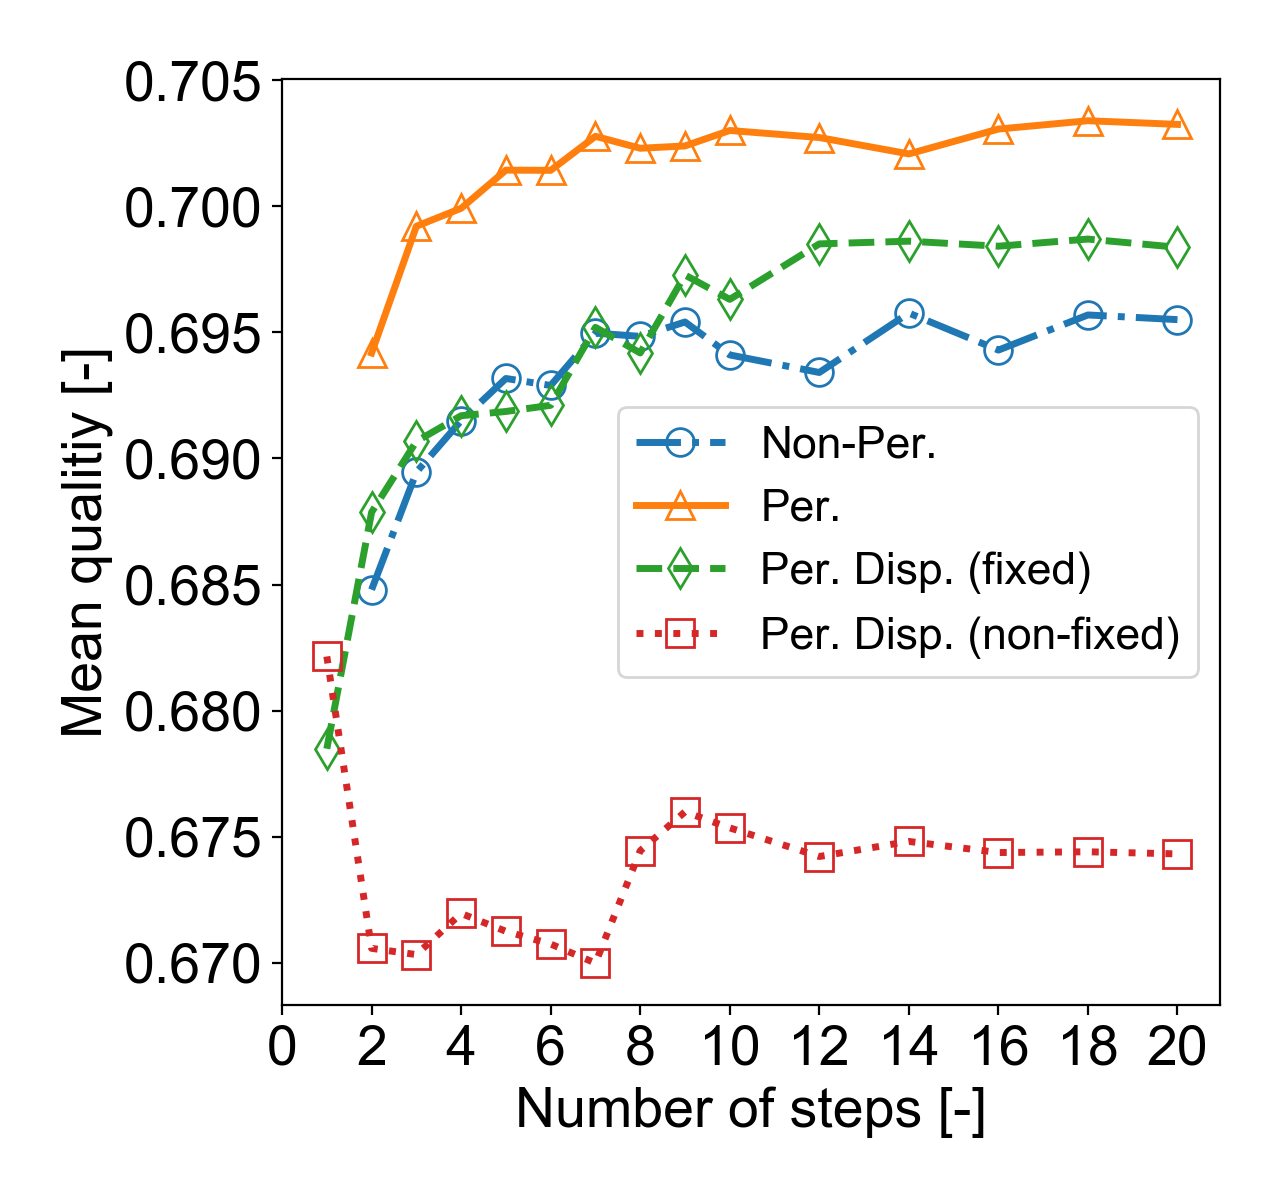 0.705
0.700
0.695
0.690
0.685
0.680
0.675
0.670
Mean qualitiy [-]
Non-Per.
Per.
Per. Disp. (fixed)
Per. Disp. (non-fixed)
0 2 4 6 8 10 12 14 16 18 20
Number of steps [-]